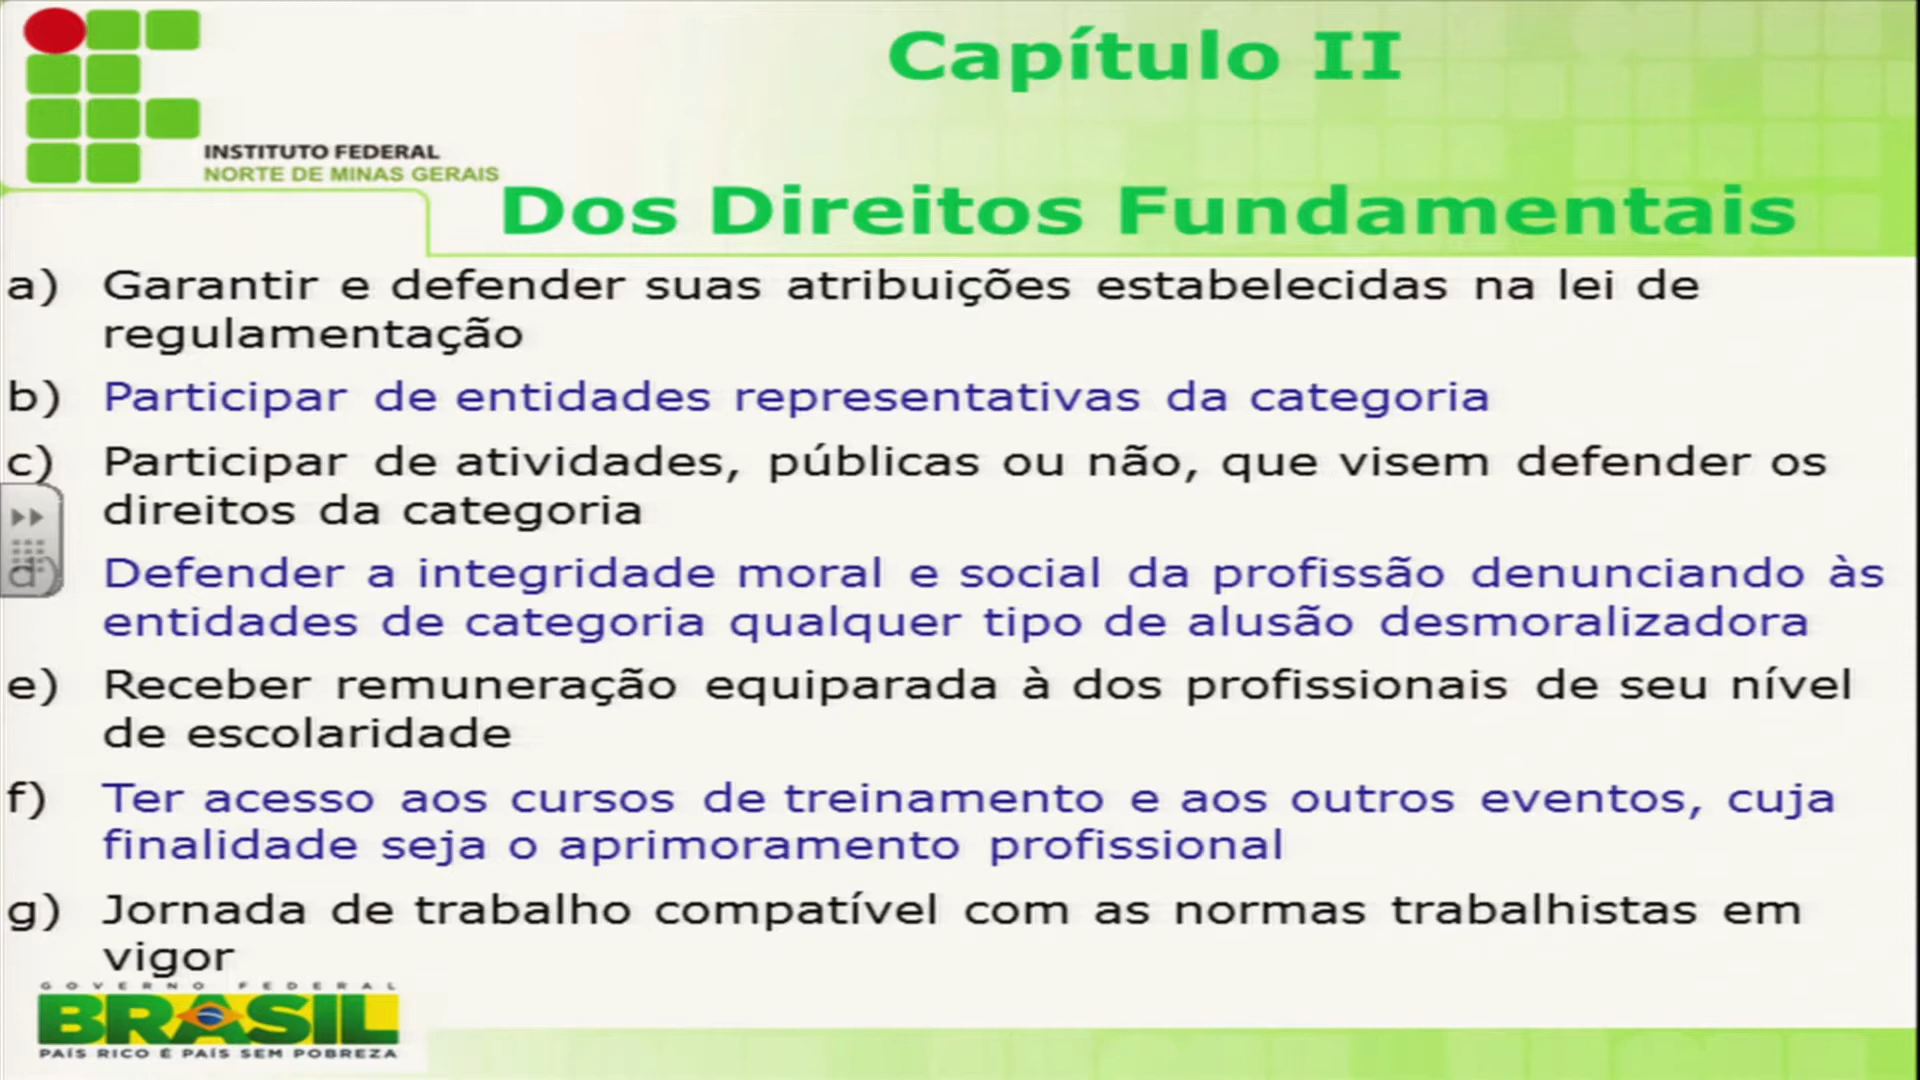 Capítulo II
INSTITUTO FEDERAL
NORTE DE MINAS GERAIS
Dos Direitos Fundamentais
a) Garantir e defender suas atribuições estabelecidas na lei de
regulamentação
b) Participar de entidades representativas da categoria
c) Participar de atividades, públicas ou não, que visem defender os
direitos da categoria
d) Defender a integridade moral e social da profissão denunciando às
entidades de categoria qualquer tipo de alusão desmoralizadora
e) Receber remuneração equiparada à dos profissionais de seu nível
de escolaridade
f) Ter acesso aos cursos de treinamento e aos outros eventos, cuja
finalidade seja o aprimoramento profissional
g) Jornada de trabalho compatível com as normas trabalhistas em
vigor
GOVERNO FEDERAL
BRASIL
PAÍS RICO É PAÍS SEM POBREZA